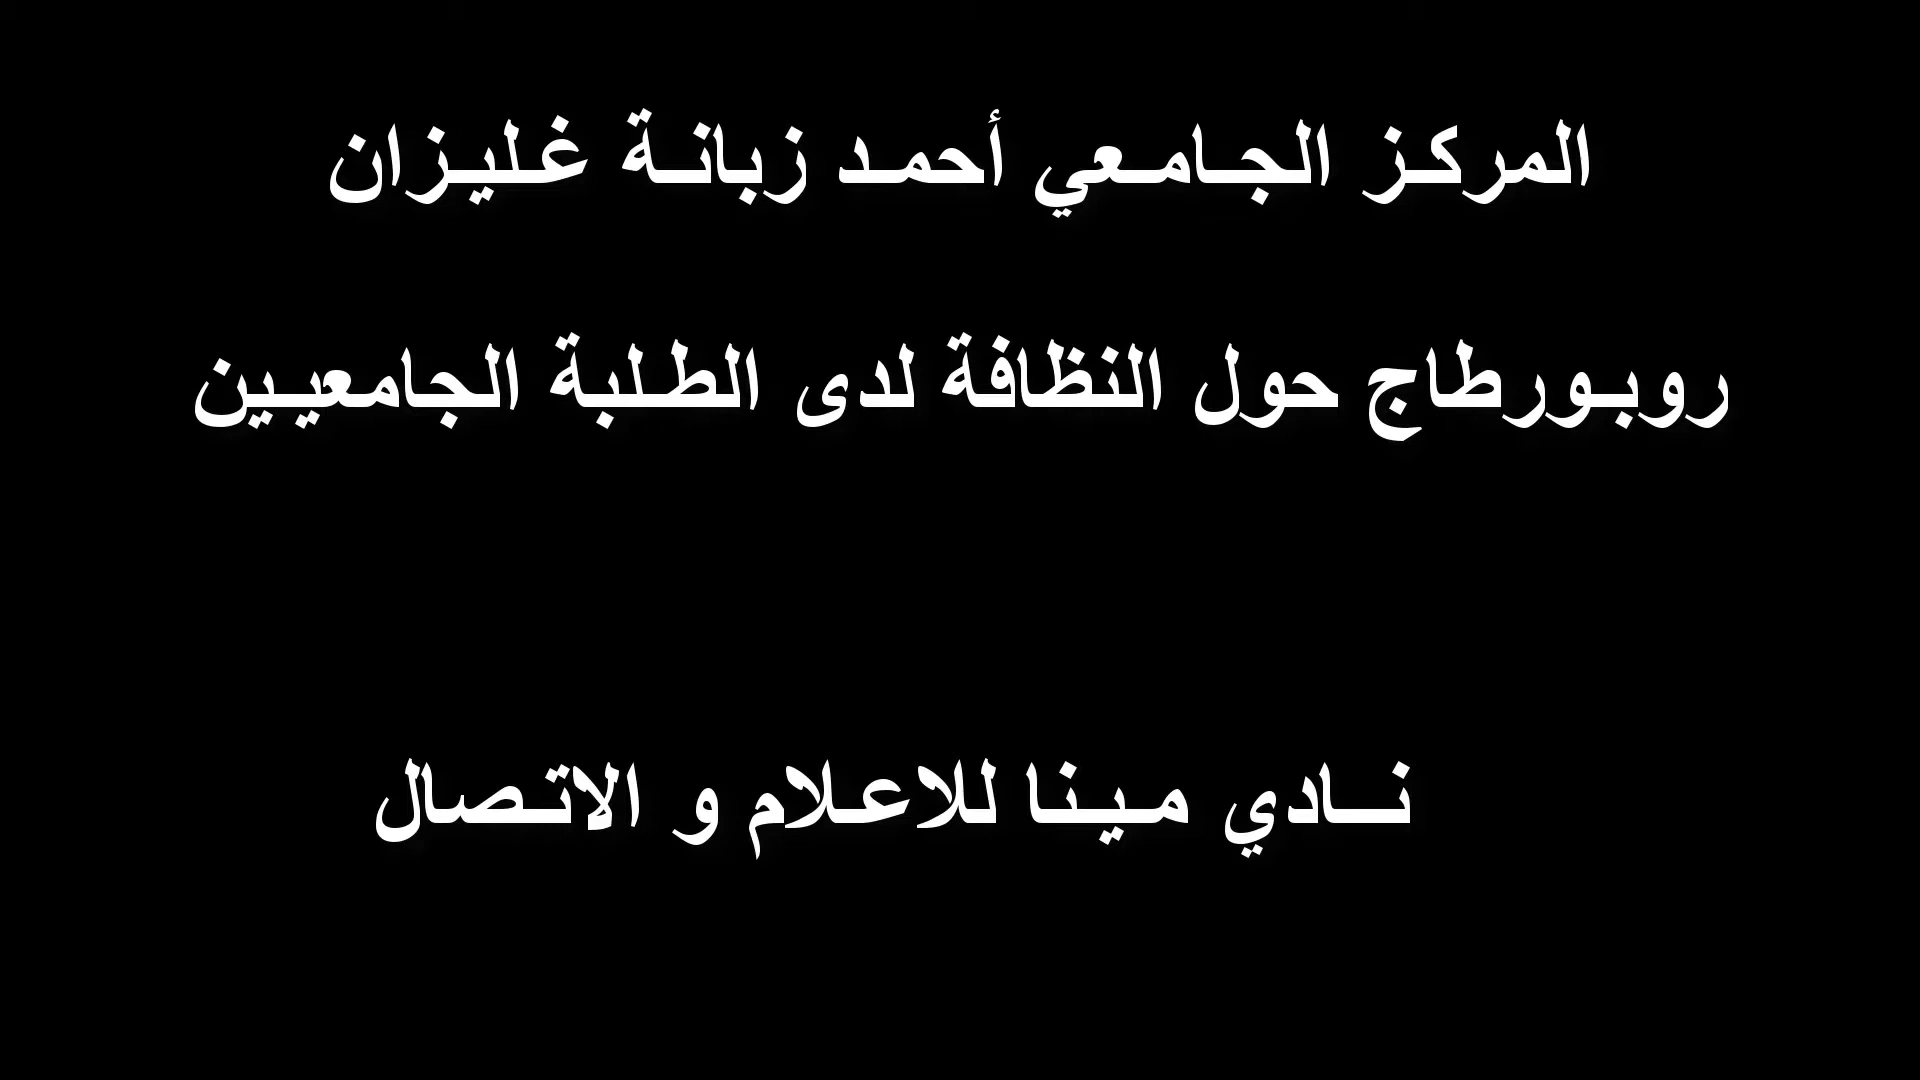 المركز الجامعي أحمد زبانة غليزان
روبورطاج حول النظافة لدى الطلبة الجامعيين
نادي مينا للاعلام و الاتصال